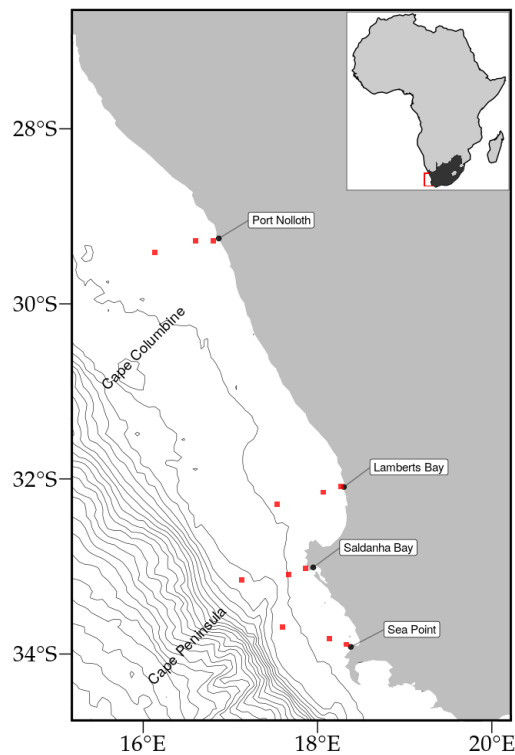 28°S
Port Nolloth
30°S
Cape Columbine
32°S
Lamberts Bay
Saldanha Bay
Cape Peninsula
Sea Point
34°S
16°E
18°E
20°E